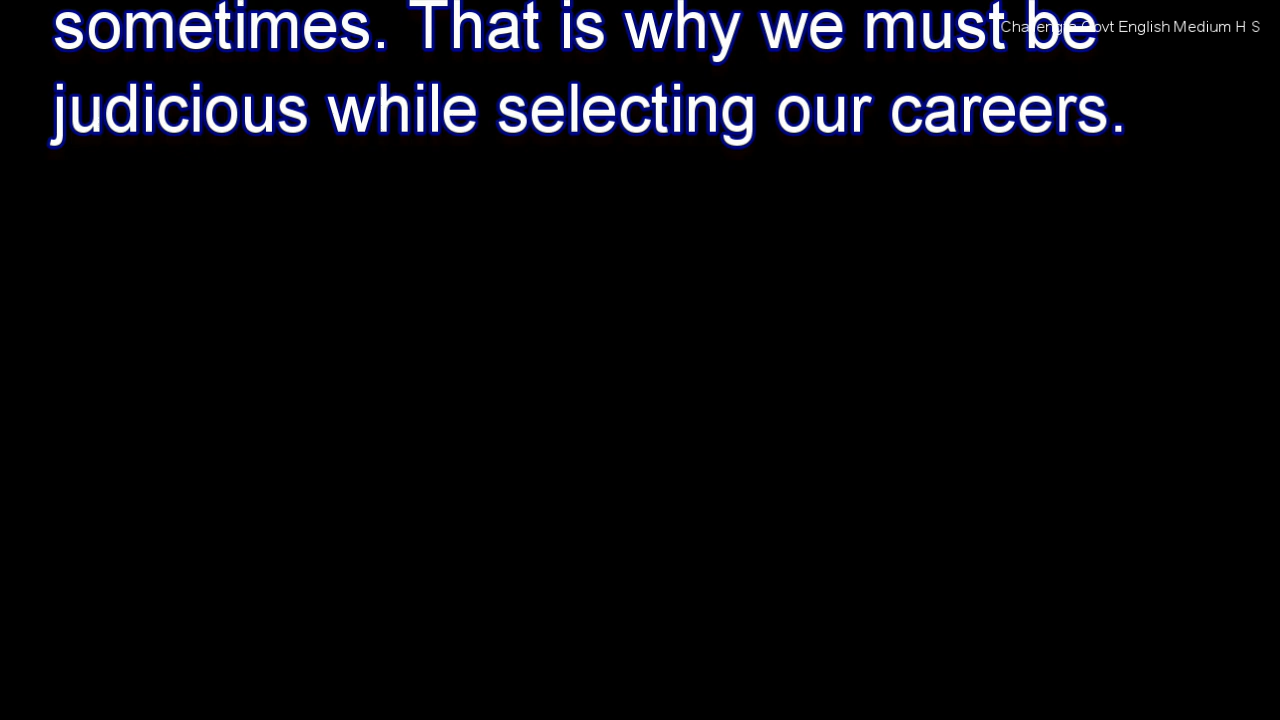 sometimes. That is why we must be
Govt English Medium H S
judicious while selecting our careers.